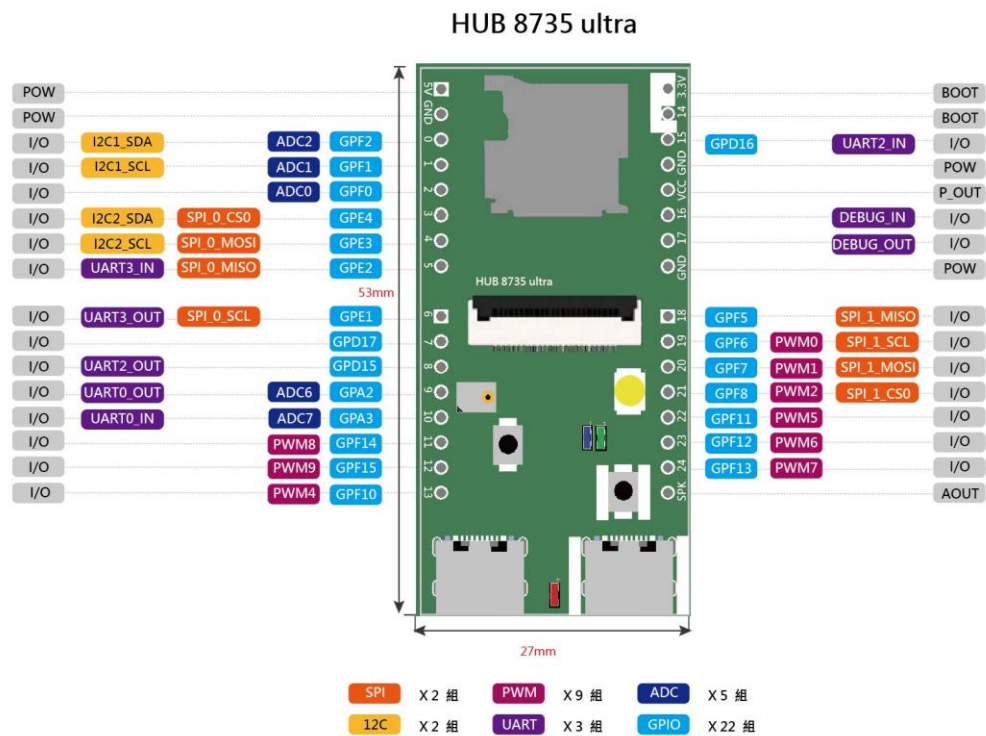 HUB 8735 ultra
POW 5V 3.3V BOOT
POW GND 14 BOOT
I/O I2C1_SDA ADC2 GPF2 0 15 GPD16 UART2_IN I/O
I/O I2C1_SCL ADC1 GPF1 1 GND POW
I/O ADC0 GPF0 2 VCC P_OUT
I/O I2C2_SDA SPI_0_CS0 GPE4 3 16 DEBUG_IN I/O
I/O I2C2_SCL SPI_0_MOSI GPE3 4 17 DEBUG_OUT I/O
I/O UART3_IN SPI_0_MISO GPE2 5 GND POW
HUB 8735 ultra
53mm
I/O UART3_OUT SPI_0_SCL GPE1 6 18 GPF5 SPI_1_MISO I/O
I/O GPD17 7 19 GPF6 PWM0 SPI_1_SCL I/O
I/O UART2_OUT GPD15 8 20 GPF7 PWM1 SPI_1_MOSI I/O
I/O UART0_OUT ADC6 GPA2 9 21 GPF8 PWM2 SPI_1_CS0 I/O
I/O UART0_IN ADC7 GPA3 10 22 GPF11 PWM5 I/O
I/O PWM8 GPF14 11 23 GPF12 PWM6 I/O
I/O PWM9 GPF15 12 24 GPF13 PWM7 I/O
I/O PWM4 GPF10 13 SPK AOUT
27mm
SPI X 2 組 PWM X 9 組 ADC X 5 組
12C X 2 組 UART X 3 組 GPIO X 22 組